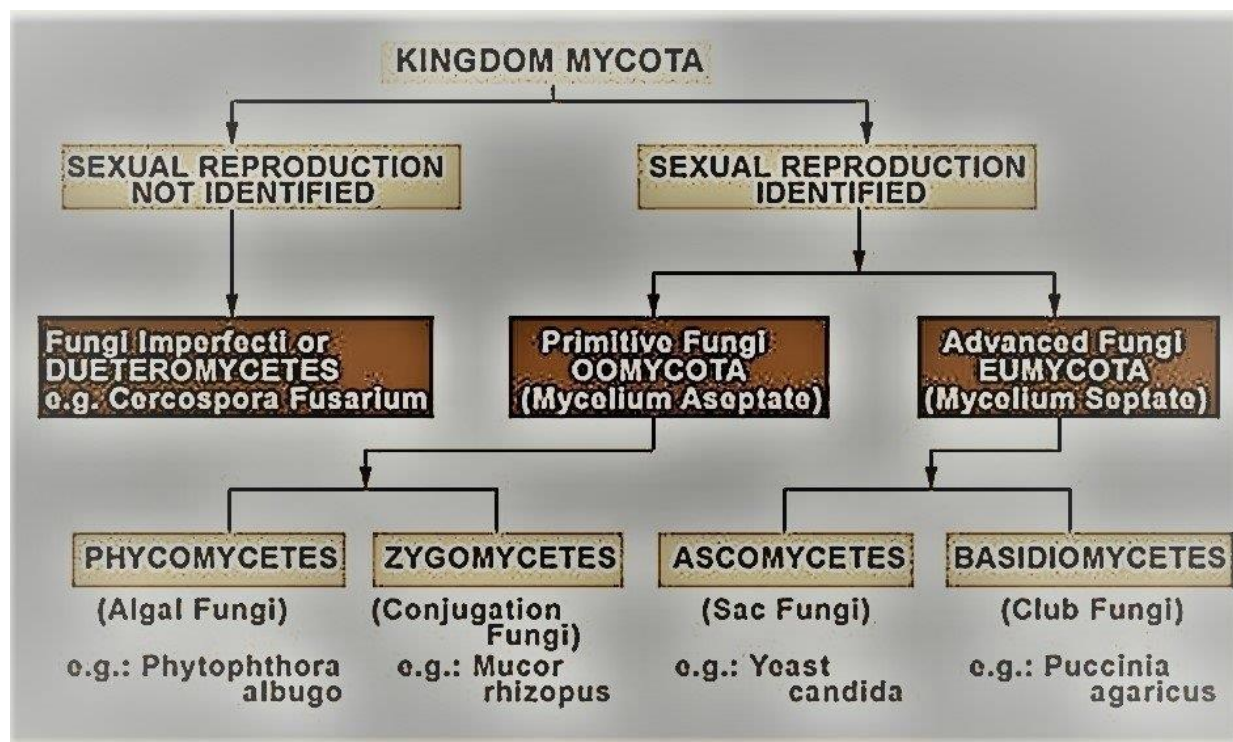 KINGDOM MYCOTA
SEXUAL REPRODUCTION
NOT IDENTIFIED
SEXUAL REPRODUCTION
IDENTIFIED
Fungi Imperfecti or
DUETEROMYCETES
e.g. Cercospora Fusarium
Primitive Fungi
OOMYCOTA
(Mycelium Aseptate)
Advanced Fungi
EUMYCOTA
(Mycelium Septate)
PHYCOMYCETES
(Algal Fungi)
e.g.: Phytophthora
albugo
ZYGOMYCETES
(Conjugation
Fungi)
e.g.: Mucor
rhizopus
ASCOMYCETES
(Sac Fungi)
e.g.: Yeast
candida
BASIDIOMYCETES
(Club Fungi)
e.g.: Puccinia
agaricus